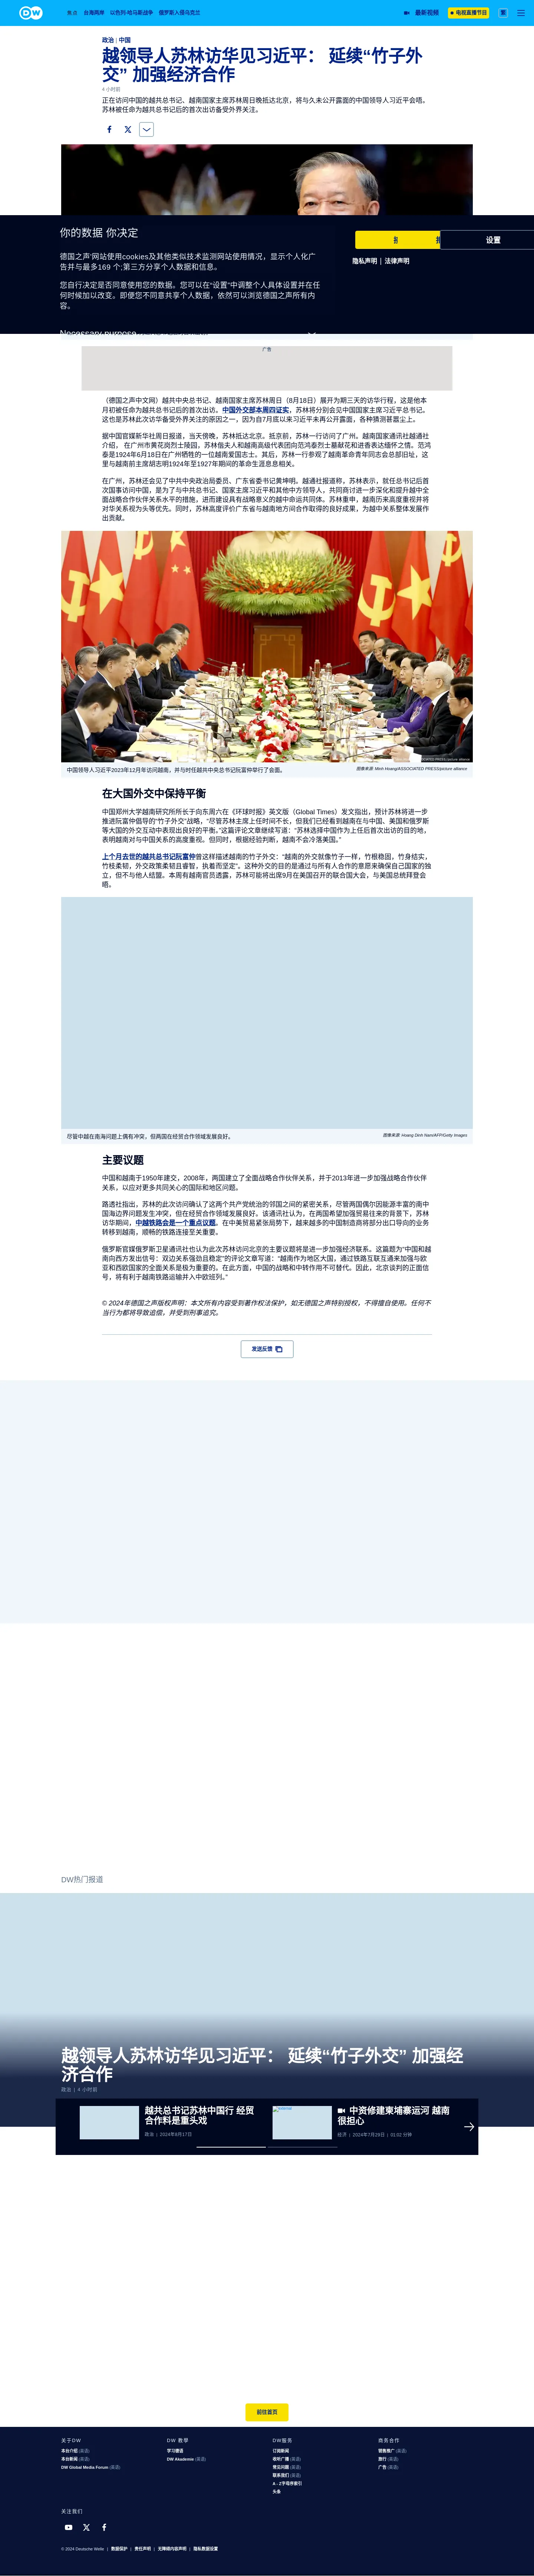 DW
焦点 台海两岸 以色列-哈马斯战争 俄罗斯入侵乌克兰 最新视频 电视直播节目 繁
政治 | 中国
越领导人苏林访华见习近平： 延续“竹子外
交” 加强经济合作
4 小时前
正在访问中国的越共总书记、越南国家主席苏林周日晚抵达北京，将与久未公开露面的中国领导人习近平会晤。
苏林被任命为越共总书记后的首次出访备受外界关注。
你的数据 你决定
设置
隐私声明 | 法律声明
德国之声`网站使用cookies及其他类似技术监测网站使用情况，显示个人化广
告并与最多169 个;第三方分享个人数据和信息。
您自行决定是否同意使用您的数据。您可以在“设置”中调整个人具体设置并在任
何时候加以改变。即便您不同意共享个人数据，依然可以浏览德国之声所有内
容。
Necessary purpose
广告
（德国之声中文网）越共中央总书记、越南国家主席苏林周日（8月18日）展开为期三天的访华行程，这是他本
月初被任命为越共总书记后的首次出访。中国外交部本周四证实，苏林将分别会见中国国家主席习近平总书记。
这也是苏林此次访华备受外界关注的原因之一，因为自7月底以来习近平未再公开露面，各种猜测甚嚣尘上。
据中国官媒新华社周日报道，当天傍晚，苏林抵达北京。抵京前，苏林一行访问了广州。越南国家通讯社越通社
介绍， 在广州市黄花岗烈士陵园，苏林偕夫人和越南高级代表团向范鸿泰烈士墓献花和进香表达缅怀之情。范鸿
泰是1924年6月18日在广州牺牲的一位越南爱国志士。其后，苏林一行参观了越南革命青年同志会总部旧址，这
里与越南前主席胡志明1924年至1927年期间的革命生涯息息相关。
在广州，苏林还会见了中共中央政治局委员、广东省委书记黄坤明。越通社报道称，苏林表示，就任总书记后首
次国事访问中国，是为了与中共总书记、国家主席习近平和其他中方领导人，共同商讨进一步深化和提升越中全
面战略合作伙伴关系水平的措施，进而建设具有战略意义的越中命运共同体。苏林重申，越南历来高度重视并将
对华关系视为头等优先。同时，苏林高度评价广东省与越南地方间合作取得的良好成果，为越中关系整体发展作
出贡献。
中国领导人习近平2023年12月年访问越南，并与时任越共中央总书记阮富仲举行了会面。
图像来源: Minh Hoang/ASSOCIATED PRESS/picture alliance
在大国外交中保持平衡
中国郑州大学越南研究所所长于向东周六在《环球时报》英文版（Global Times）发文指出，预计苏林将进一步
推进阮富仲倡导的“竹子外交”战略，“尽管苏林主席上任时间不长，但我们已经看到越南在与中国、美国和俄罗斯
等大国的外交互动中表现出良好的平衡。”这篇评论文章继续写道：“苏林选择中国作为上任后首次出访的目的地，
表明越南对与中国关系的高度重视。但同时，根据经验判断，越南不会冷落美国。”
上个月去世的越共总书记阮富仲曾这样描述越南的竹子外交：“越南的外交就像竹子一样，竹根稳固，竹身结实，
竹枝柔韧，外交政策柔韧且睿智，执着而坚定”。这种外交的目的是通过与所有人合作的意愿来确保自己国家的独
立，但不与他人结盟。本周有越南官员透露，苏林可能将出席9月在美国召开的联合国大会，与美国总统拜登会
晤。
尽管中越在南海问题上偶有冲突，但两国在经贸合作领域发展良好。
图像来源: Hoang Dinh Nam/AFP/Getty Images
主要议题
中国和越南于1950年建交，2008年，两国建立了全面战略合作伙伴关系，并于2013年进一步加强战略合作伙伴
关系，以应对更多共同关心的国际和地区问题。
路透社指出，苏林的此次访问确认了这两个共产党统治的邻国之间的紧密关系，尽管两国偶尔因能源丰富的南中
国海边界问题发生冲突，但在经贸合作领域发展良好。该通讯社认为，在两国希望加强贸易关系的背景下，苏林
访华期间，中越铁路会是一个重点议题。在中美贸易紧张局势下，越来越多的中国制造商将部分出口导向的业务
转移到越南，顺畅的铁路连接至关重要。
俄罗斯官媒俄罗斯卫星通讯社也认为此次苏林访问北京的主要议题将是进一步加强经济联系。这篇题为“中国和越
南向西方发出信号：双边关系强劲且稳定”的评论文章写道：“越南作为地区大国，通过铁路互联互通来加强与欧
亚和西欧国家的全面关系是极为重要的。在此方面，中国的战略和中转作用不可替代。因此，北京谈判的正面信
号，将有利于越南铁路运输并入中欧班列。”
© 2024年德国之声版权声明：本文所有内容受到著作权法保护，如无德国之声特别授权，不得擅自使用。任何不
当行为都将导致追偿，并受到刑事追究。
发送反馈
DW热门报道
越领导人苏林访华见习近平： 延续“竹子外交” 加强经
济合作
政治 | 4 小时前
越共总书记苏林中国行 经贸
合作料是重头戏
政治 | 2024年8月17日
中资修建柬埔寨运河 越南
很担心
经济 | 2024年7月29日 | 01:02 分钟
前往首页
关于DW
本台介绍 (英语)
本台新闻 (英语)
DW Global Media Forum (英语)
DW 教學
学习德语
DW Akademie (英语)
DW服务
订阅新闻
收听广播 (英语)
常见问题 (英语)
联系我们 (英语)
A - Z字母序索引
头条
商务合作
销售推广 (英语)
旅行 (英语)
广告 (英语)
关注我们
© 2024 Deutsche Welle | 数据保护 | 责任声明 | 无障碍内容声明 | 隐私数据设置